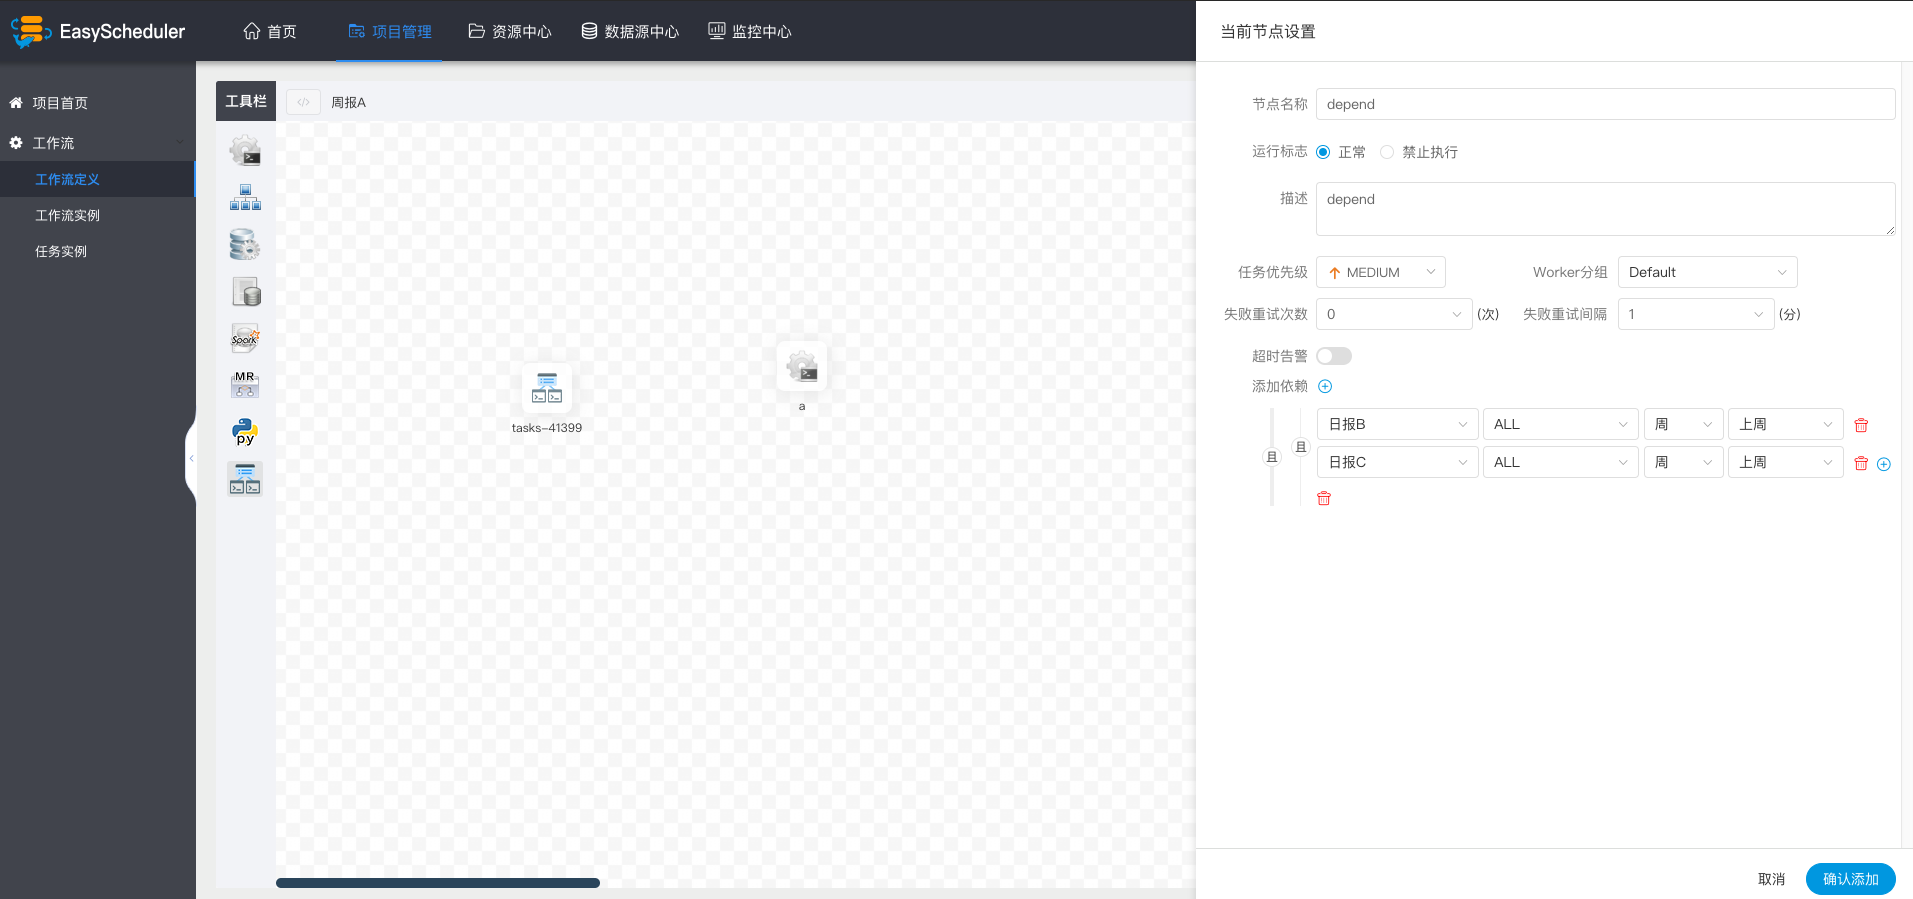 EasyScheduler
首页
项目管理
资源中心
数据源中心
监控中心
项目首页
工作流
工作流定义
工作流实例
任务实例
工具栏
</>
周报A
Spark
MR
py
tasks-41399
a
当前节点设置
节点名称 depend
运行标志 正常 禁止执行
描述 depend
任务优先级 MEDIUM Worker分组 Default
失败重试次数 0 (次) 失败重试间隔 1 (分)
超时告警
添加依赖
且 且
日报B ALL 周 上周
日报C ALL 周 上周
取消 确认添加